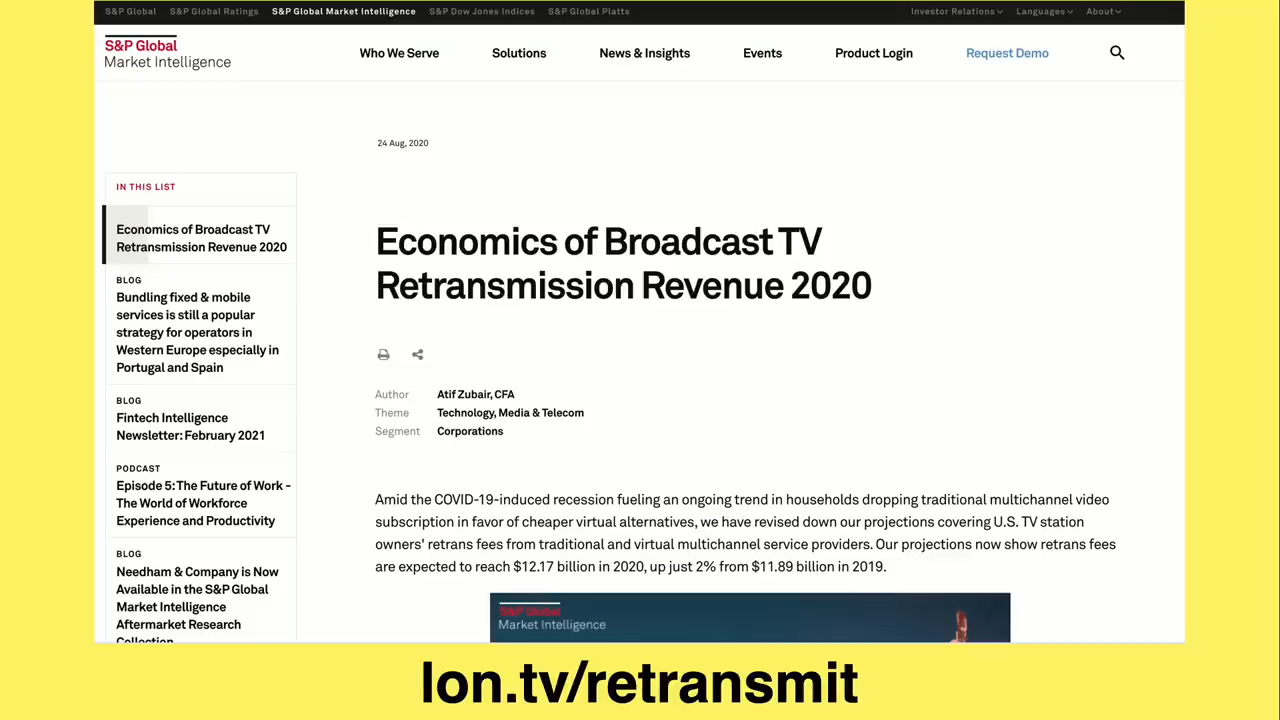 S&P Global S&P Global Ratings S&P Global Market Intelligence S&P Dow Jones Indices S&P Global Platts Investor Relations Languages About
S&P Global
Market Intelligence
Who We Serve Solutions News & Insights Events Product Login Request Demo
24 Aug, 2020
IN THIS LIST
Economics of Broadcast TV
Retransmission Revenue 2020
BLOG
Bundling fixed & mobile
services is still a popular
strategy for operators in
Western Europe especially in
Portugal and Spain
BLOG
Fintech Intelligence
Newsletter: February 2021
PODCAST
Episode 5: The Future of Work -
The World of Workforce
Experience and Productivity
BLOG
Needham & Company is Now
Available in the S&P Global
Market Intelligence
Aftermarket Research
Collection
Economics of Broadcast TV
Retransmission Revenue 2020
Author Atif Zubair, CFA
Theme Technology, Media & Telecom
Segment Corporations
Amid the COVID-19-induced recession fueling an ongoing trend in households dropping traditional multichannel video
subscription in favor of cheaper virtual alternatives, we have revised down our projections covering U.S. TV station
owners' retrans fees from traditional and virtual multichannel service providers. Our projections now show retrans fees
are expected to reach $12.17 billion in 2020, up just 2% from $11.89 billion in 2019.
S&P Global
Market Intelligence
lon.tv/retransmit